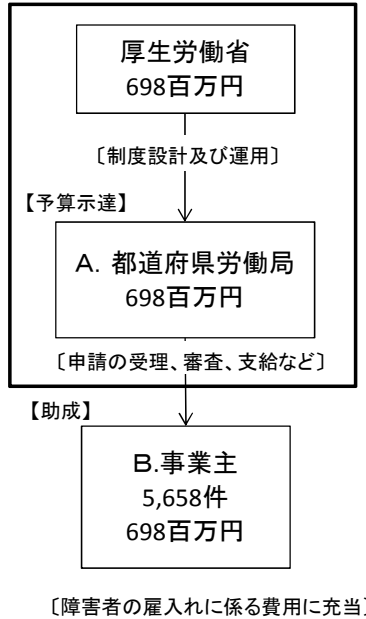 厚生労働省
698百万円
〔制度設計及び運用〕
【予算示達】
A. 都道府県労働局
698百万円
〔申請の受理、審査、支給など〕
【助成】
B.事業主
5,658件
698百万円
〔障害者の雇入れに係る費用に充当〕